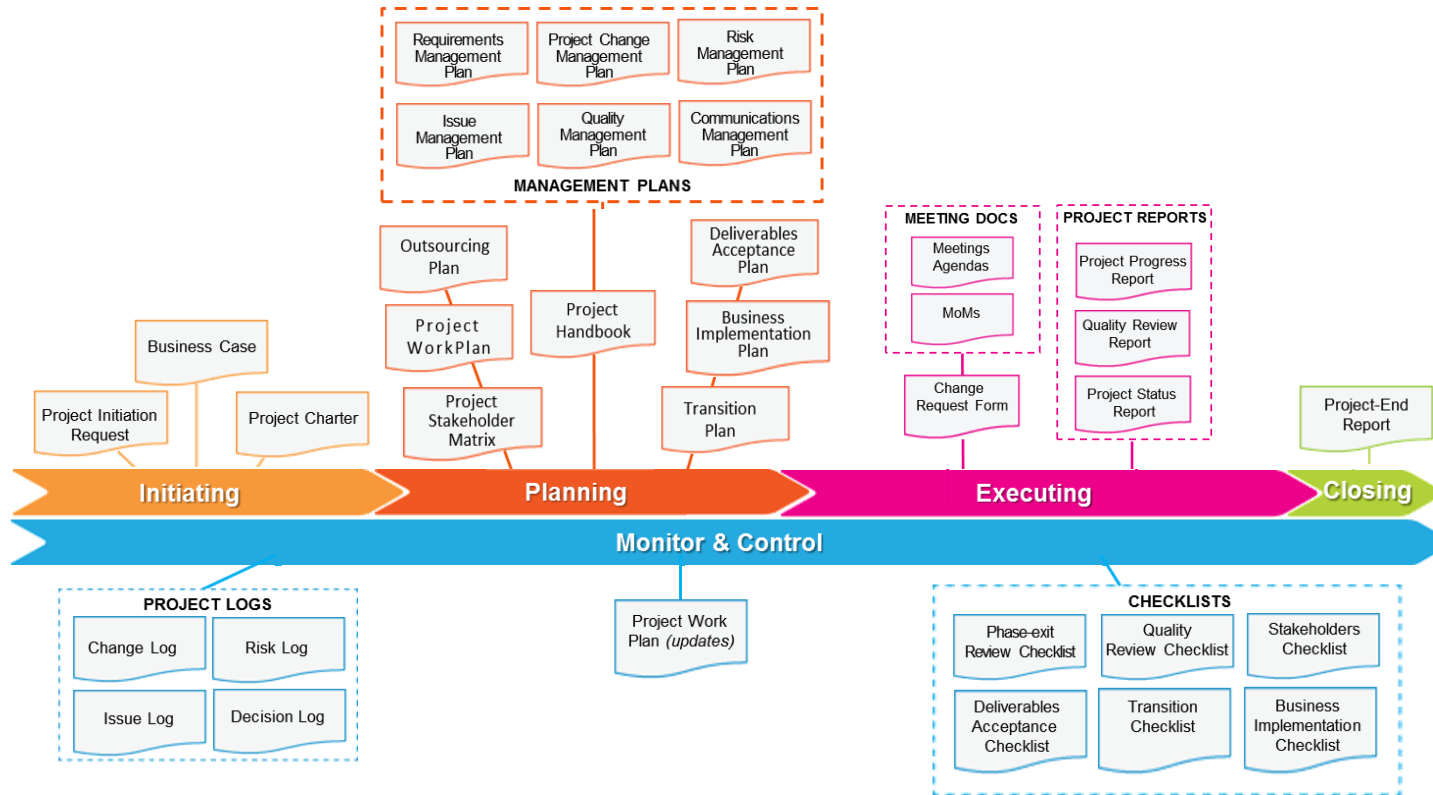 Requirements
Management
Plan
Project Change
Management
Plan
Risk
Management
Plan
Issue
Management
Plan
Quality
Management
Plan
Communications
Management
Plan
MANAGEMENT PLANS
Outsourcing
Plan
Project
WorkPlan
Project
Stakeholder
Matrix
Project
Handbook
Deliverables
Acceptance
Plan
Business
Implementation
Plan
Transition
Plan
MEETING DOCS
Meetings
Agendas
MoMs
Change
Request Form
PROJECT REPORTS
Project Progress
Report
Quality Review
Report
Project Status
Report
Business Case
Project Initiation
Request
Project Charter
Project-End
Report
Initiating
Planning
Executing
Closing
Monitor & Control
PROJECT LOGS
Change Log
Risk Log
Issue Log
Decision Log
Project Work
Plan (updates)
CHECKLISTS
Phase-exit
Review Checklist
Quality
Review Checklist
Stakeholders
Checklist
Deliverables
Acceptance
Checklist
Transition
Checklist
Business
Implementation
Checklist